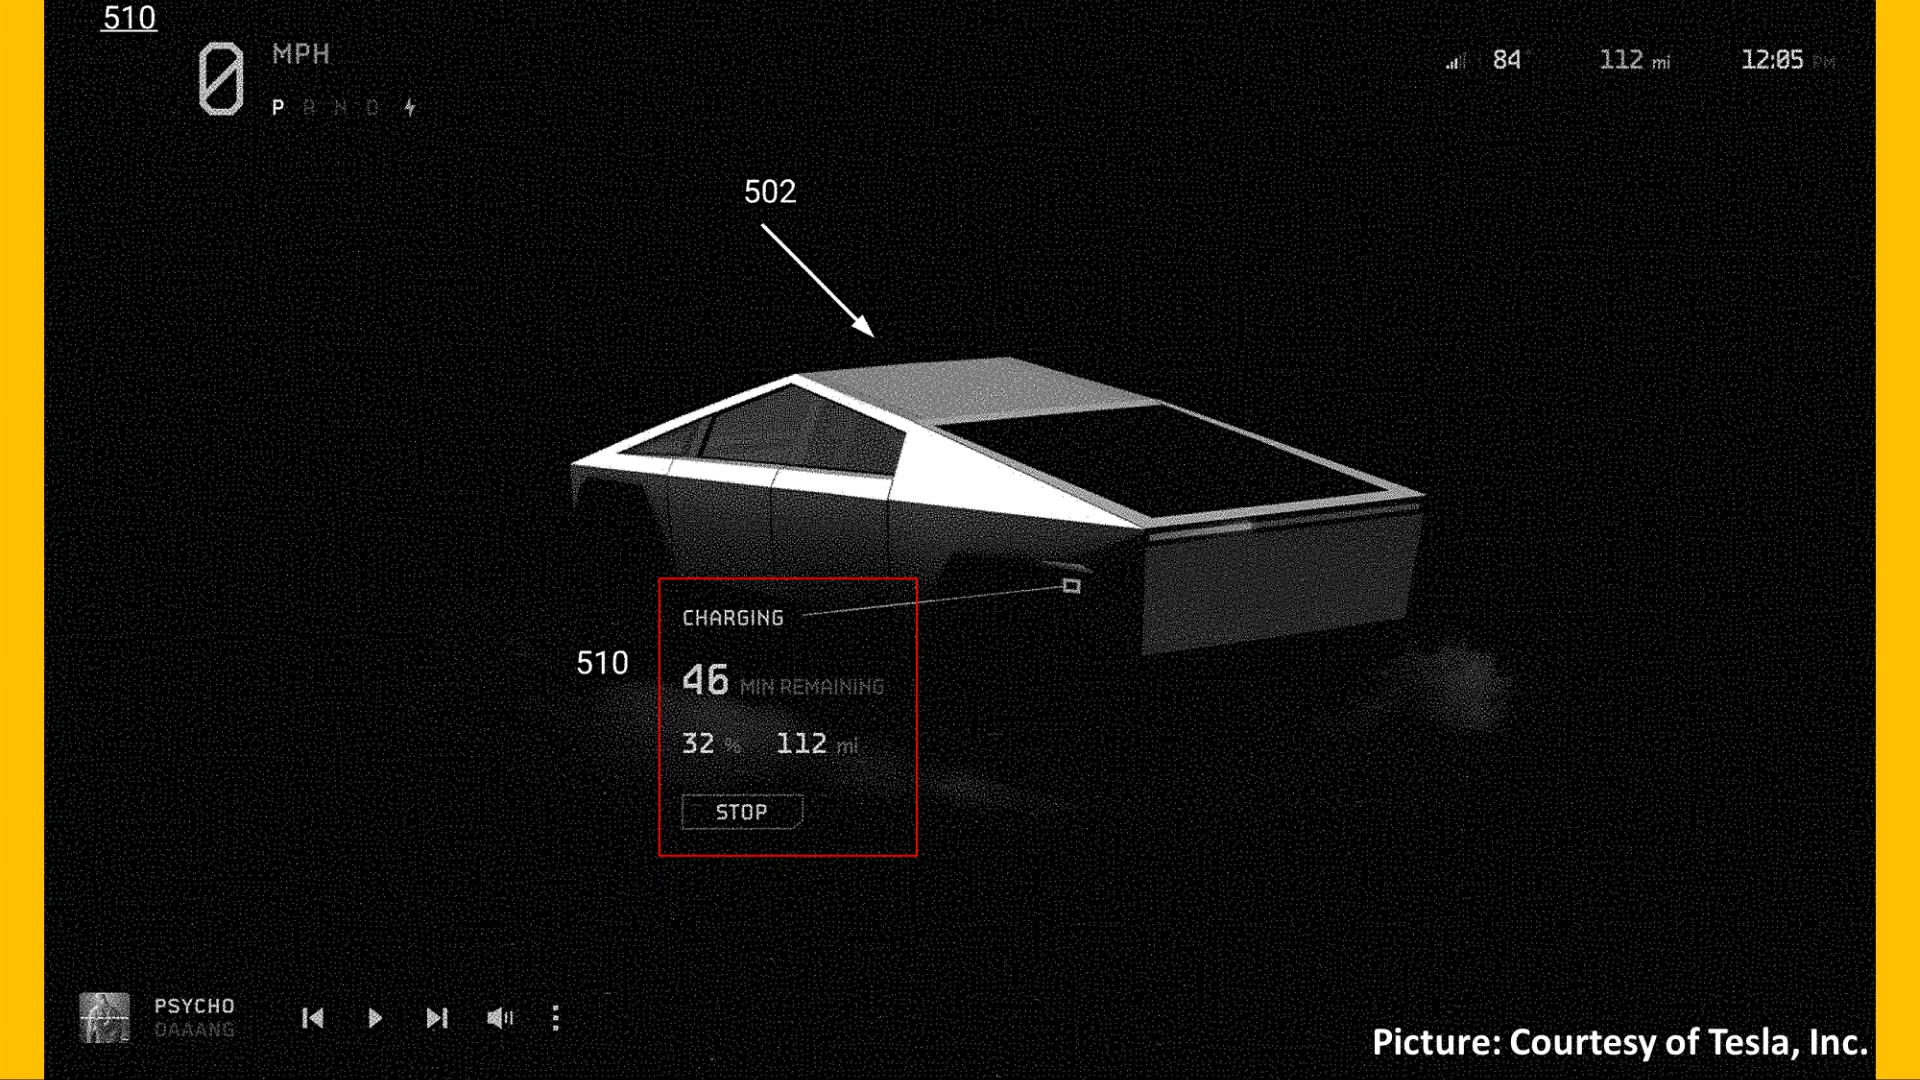 510
0 MPH
P R N D
84 112 mi 12:05 PM
502
CHARGING
510
46 MIN REMAINING
32 % 112 mi
STOP
PSYCHO
DAAANG
Picture: Courtesy of Tesla, Inc.